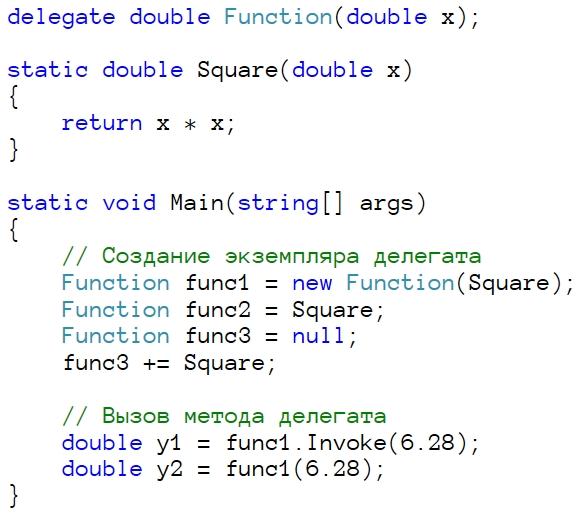 delegate double Function(double x);

static double Square(double x)
{
    return x * x;
}

static void Main(string[] args)
{
    // Создание экземпляра делегата
    Function func1 = new Function(Square);
    Function func2 = Square;
    Function func3 = null;
    func3 += Square;

    // Вызов метода делегата
    double y1 = func1.Invoke(6.28);
    double y2 = func1(6.28);
}